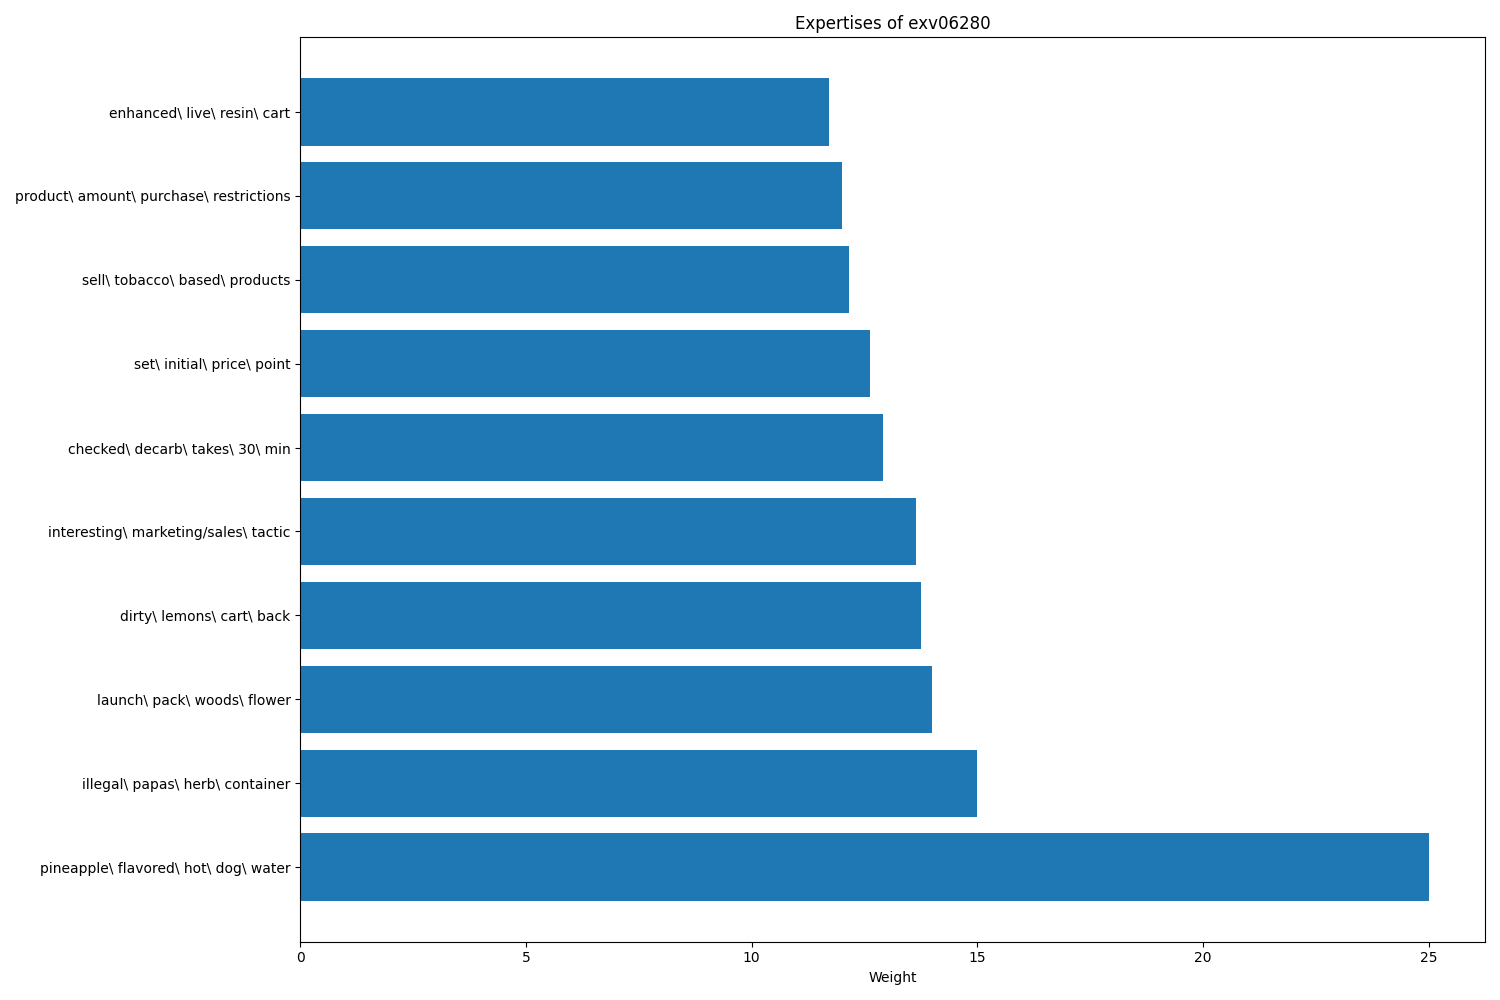 Expertises of exv06280
enhanced\ live\ resin\ cart
product\ amount\ purchase\ restrictions
sell\ tobacco\ based\ products
set\ initial\ price\ point
checked\ decarb\ takes\ 30\ min
interesting\ marketing/sales\ tactic
dirty\ lemons\ cart\ back
launch\ pack\ woods\ flower
illegal\ papas\ herb\ container
pineapple\ flavored\ hot\ dog\ water
0 5 10 15 20 25
Weight